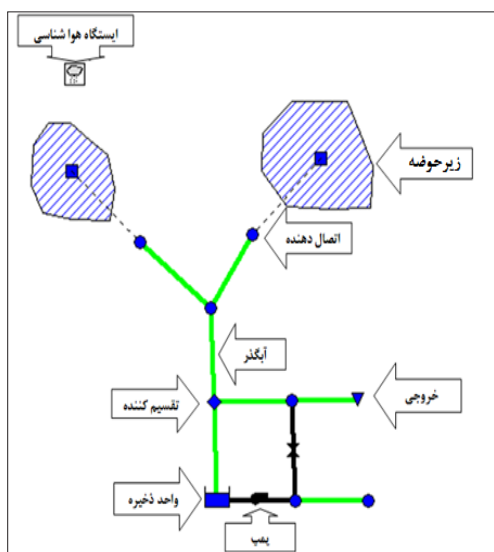 ایستگاه هوا شناسی
زیرحوضه
اتصال دهنده
آبگذر
خروجی
تقسیم کننده
واحد ذخیره
پمپ